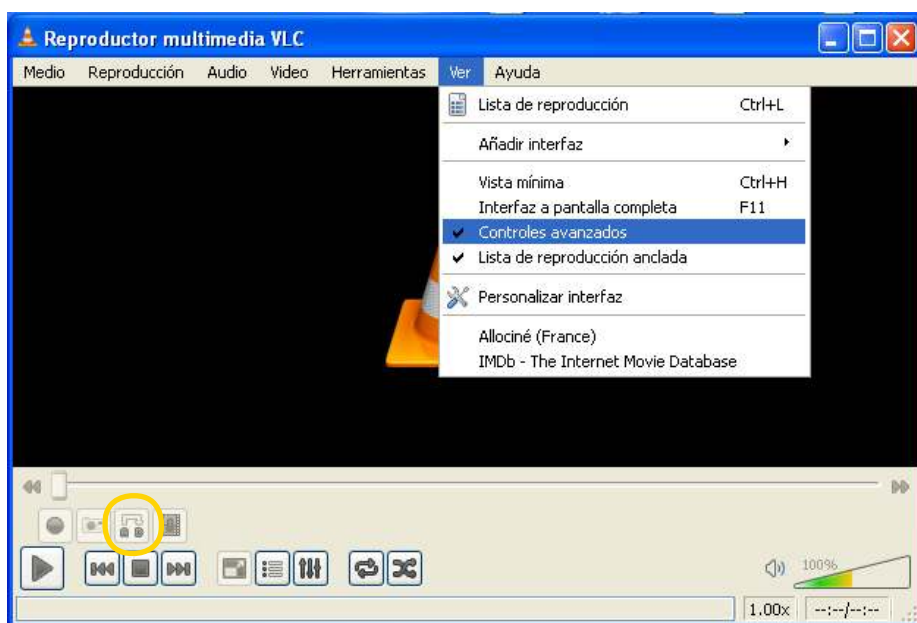 Reproductor multimedia VLC
Medio Reproducción Audio Video Herramientas Ver Ayuda
Lista de reproducción Ctrl+L
Añadir interfaz
Vista mínima Ctrl+H
Interfaz a pantalla completa F11
Controles avanzados
Lista de reproducción anclada
Personalizar interfaz
Allociné (France)
IMDb - The Internet Movie Database
100%
1.00x --:--/--:--